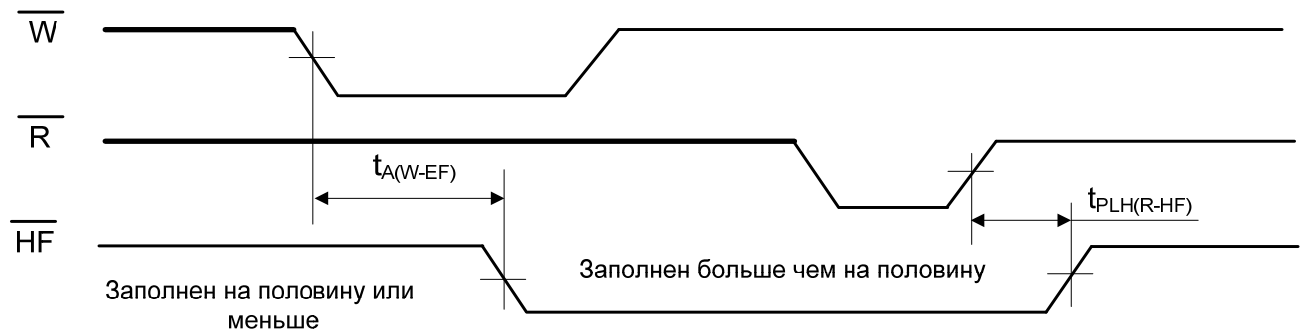 W
R
tA(W-EF)
tPLH(R-HF)
HF
Заполнен больше чем на половину
Заполнен на половину или
меньше